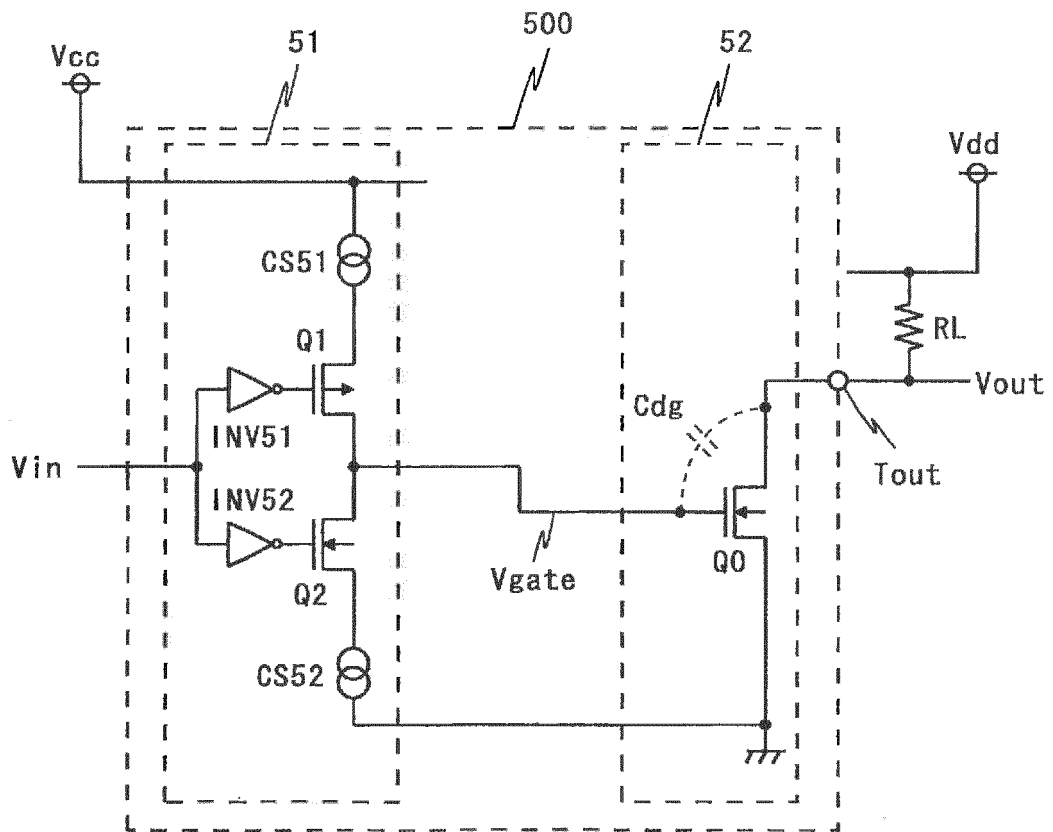 500
51
52
Vcc
Vdd
CS51
Q1
RL
INV51
Cdg
Vout
Vin
Tout
INV52
Q0
Vgate
Q2
CS52